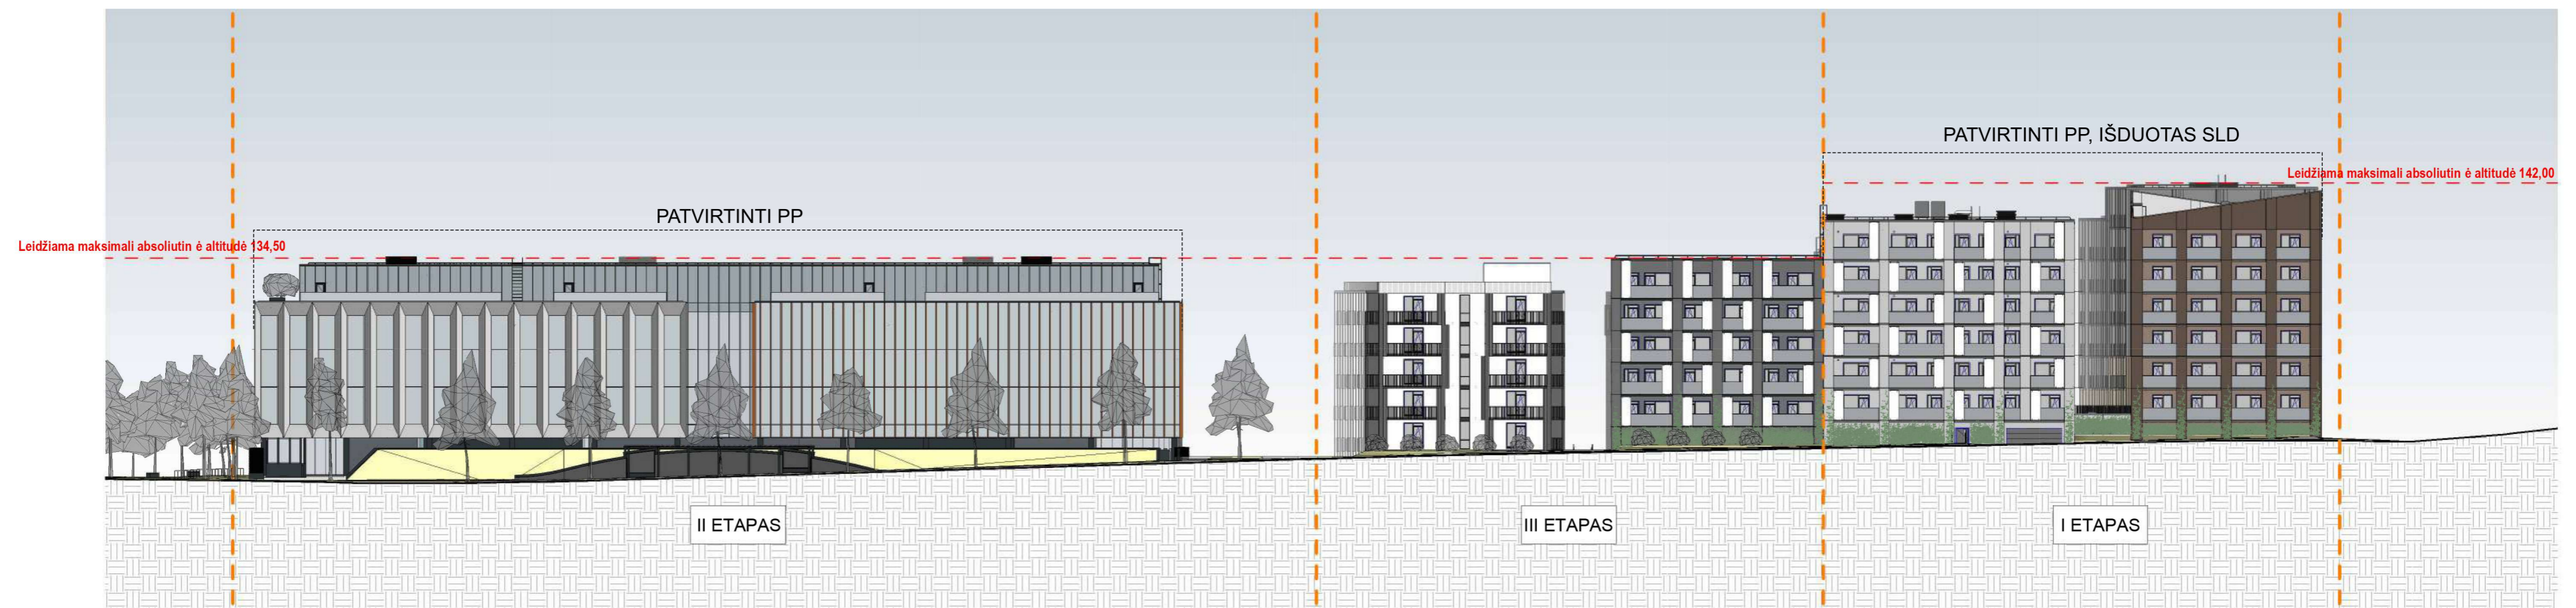 PATVIRTINTI PP, IŠDUOTAS SLD
Leidžiama maksimali absoliutin ė altitudė 142,00
PATVIRTINTI PP
Leidžiama maksimali absoliutin ė altitudė 134,50
II ETAPAS
III ETAPAS
I ETAPAS